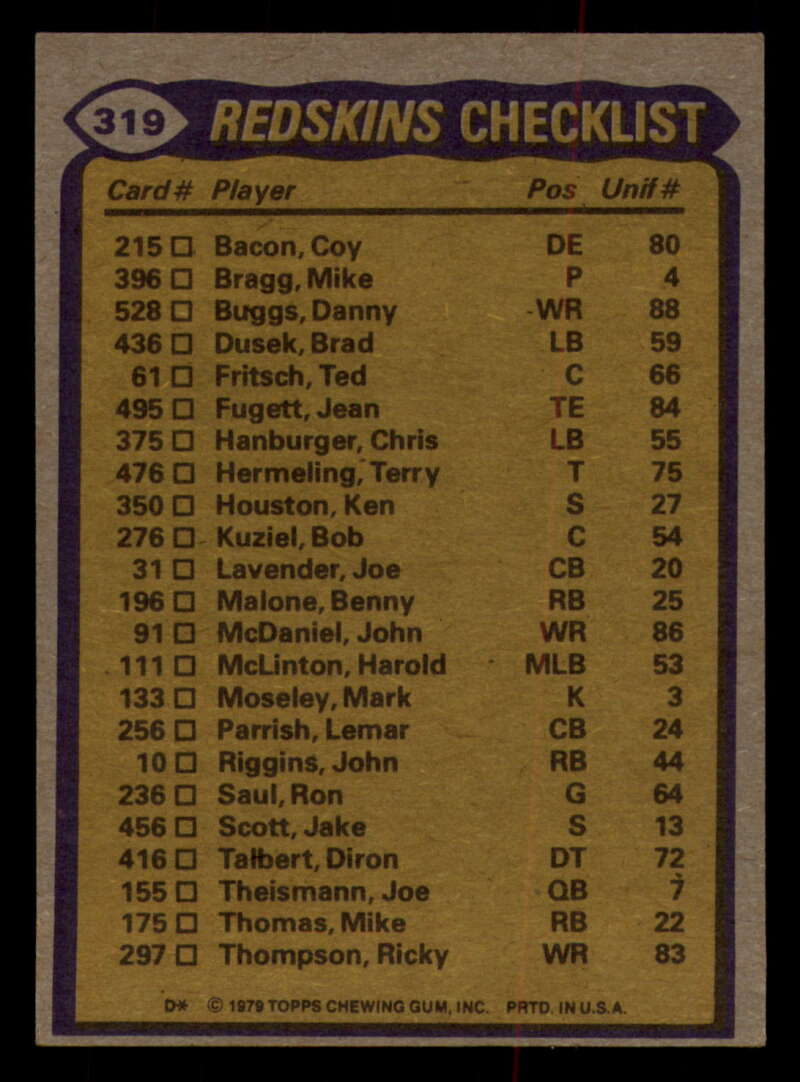 319 REDSKINS CHECKLIST
Card# Player Pos Unif#
215 Bacon, Coy DE 80
396 Bragg, Mike P 4
528 Buggs, Danny WR 88
436 Dusek, Brad LB 59
61 Fritsch, Ted C 66
495 Fugett, Jean TE 84
375 Hanburger, Chris LB 55
476 Hermeling, Terry T 75
350 Houston, Ken S 27
276 Kuziel, Bob C 54
31 Lavender, Joe CB 20
196 Malone, Benny RB 25
91 McDaniel, John WR 86
111 McLinton, Harold MLB 53
133 Moseley, Mark K 3
256 Parrish, Lemar CB 24
10 Riggins, John RB 44
236 Saul, Ron G 64
456 Scott, Jake S 13
416 Talbert, Diron DT 72
155 Theismann, Joe QB 7
175 Thomas, Mike RB 22
297 Thompson, Ricky WR 83
D* © 1979 TOPPS CHEWING GUM, INC. PRTD. IN U.S.A.